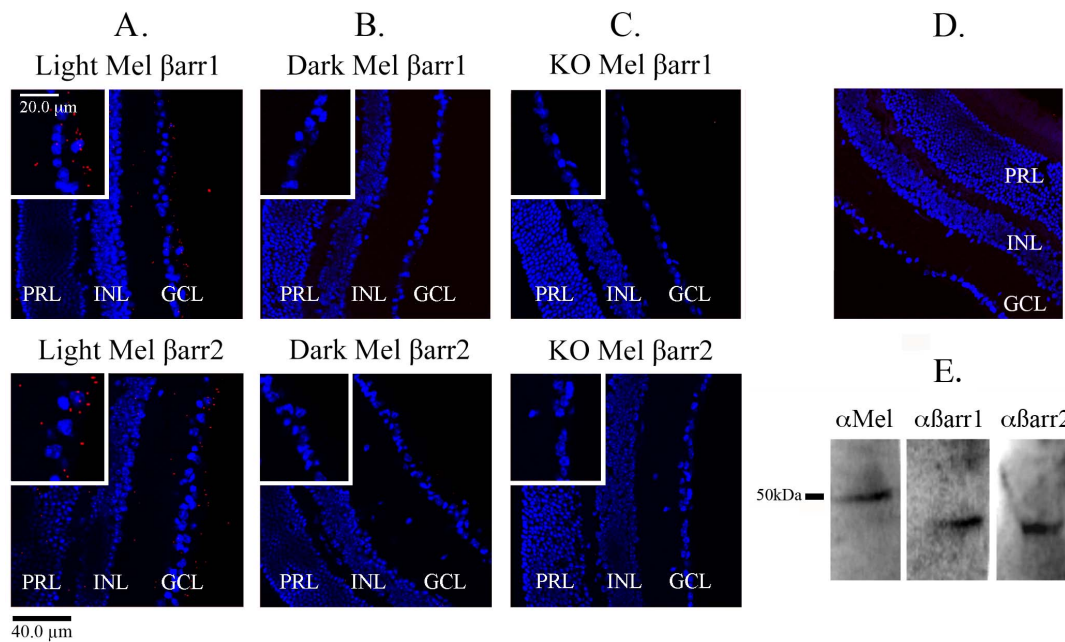 A.
B.
C.
D.
Light Mel βarr1
Dark Mel βarr1
KO Mel βarr1
20.0 µm
PRL INL GCL
PRL INL GCL
PRL INL GCL
PRL
INL
GCL
Light Mel βarr2
Dark Mel βarr2
KO Mel βarr2
PRL INL GCL
PRL INL GCL
PRL INL GCL
40.0 µm
E.
αMel αßarr1 αßarr2
50kDa